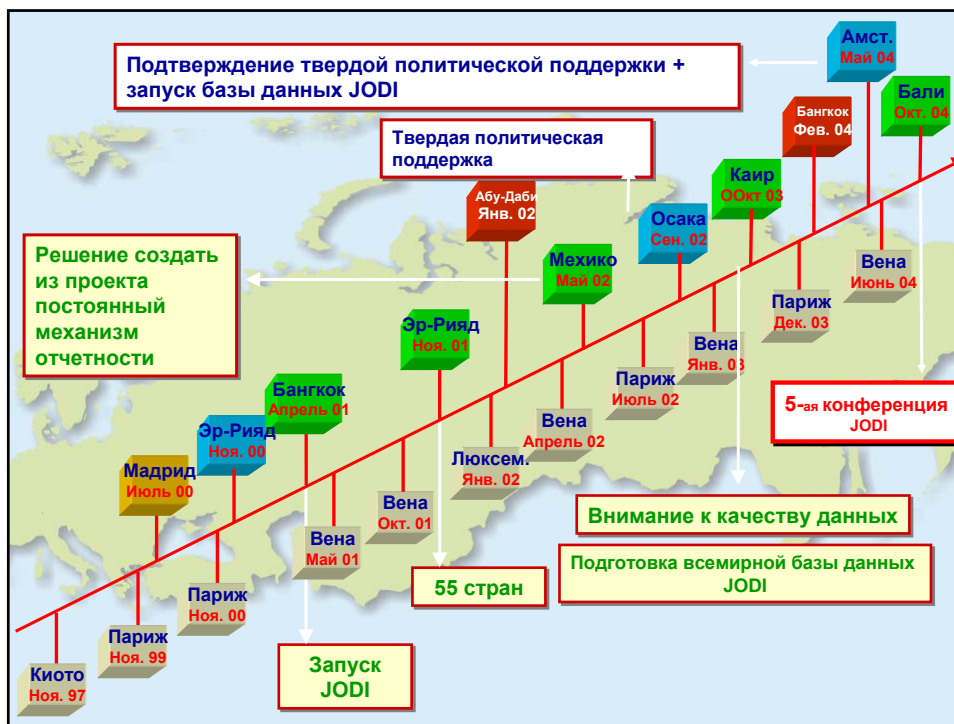 Амст.
Май 04
Подтверждение твердой политической поддержки +
запуск базы данных JODI
Бали
Окт. 04
Бангкок
Фев. 04
Твердая политическая
поддержка
Каир
ООкт 03
Абу-Даби
Янв. 02
Осака
Сен. 02
Решение создать
из проекта
постоянный
механизм
отчетности
Мехико
Май 02
Вена
Июнь 04
Париж
Дек. 03
Эр-Рияд
Ноя. 01
Вена
Янв. 03
Бангкок
Апрель 01
Париж
Июль 02
5-ая конференция
JODI
Эр-Рияд
Ноя. 00
Вена
Апрель 02
Мадрид
Июль 00
Люксем.
Янв. 02
Вена
Окт. 01
Внимание к качеству данных
Вена
Май 01
55 стран
Подготовка всемирной базы данных
JODI
Париж
Ноя. 00
Париж
Ноя. 99
Запуск
JODI
Киото
Ноя. 97